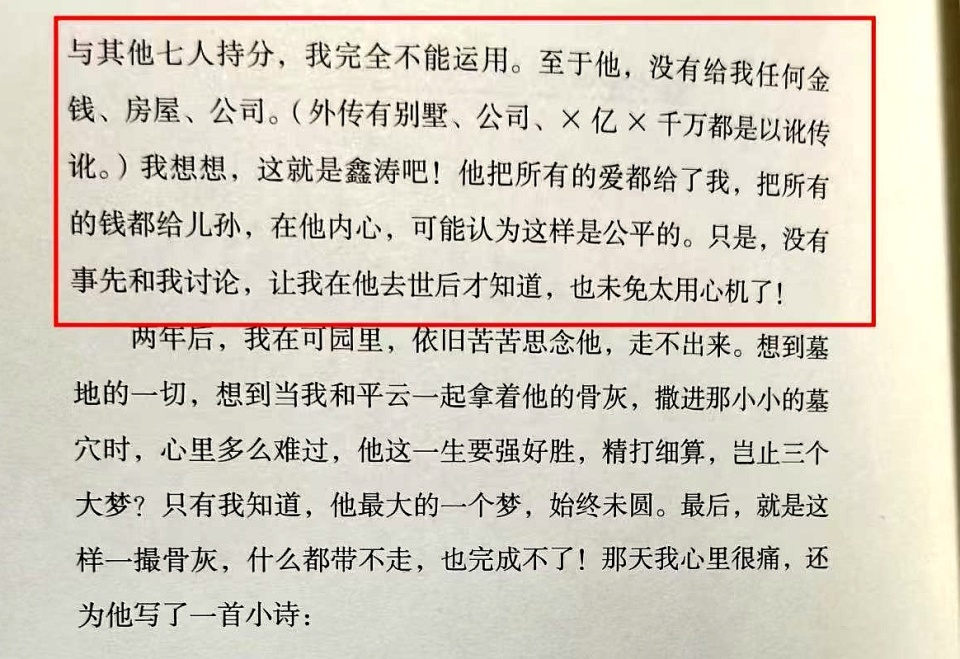 与其他七人持分，我完全不能运用。至于他，没有给我任何金
钱、房屋、公司。（外传有别墅、公司、×亿×千万都是以讹传
讹。）我想想，这就是鑫涛吧！他把所有的爱都给了我，把所有
的钱都给儿孙，在他内心，可能认为这样是公平的。只是，没有
事先和我讨论，让我在他去世后才知道，也未免太用心机了！
两年后，我在可园里，依旧苦苦思念他，走不出来。想到墓
地的一切，想到当我和平云一起拿着他的骨灰，撒进那小小的墓
穴时，心里多么难过，他这一生要强好胜，精打细算，岂止三个
大梦？只有我知道，他最大的一个梦，始终未圆。最后，就是这
样一撮骨灰，什么都带不走，也完成不了！那天我心里很痛，还
为他写了一首小诗：